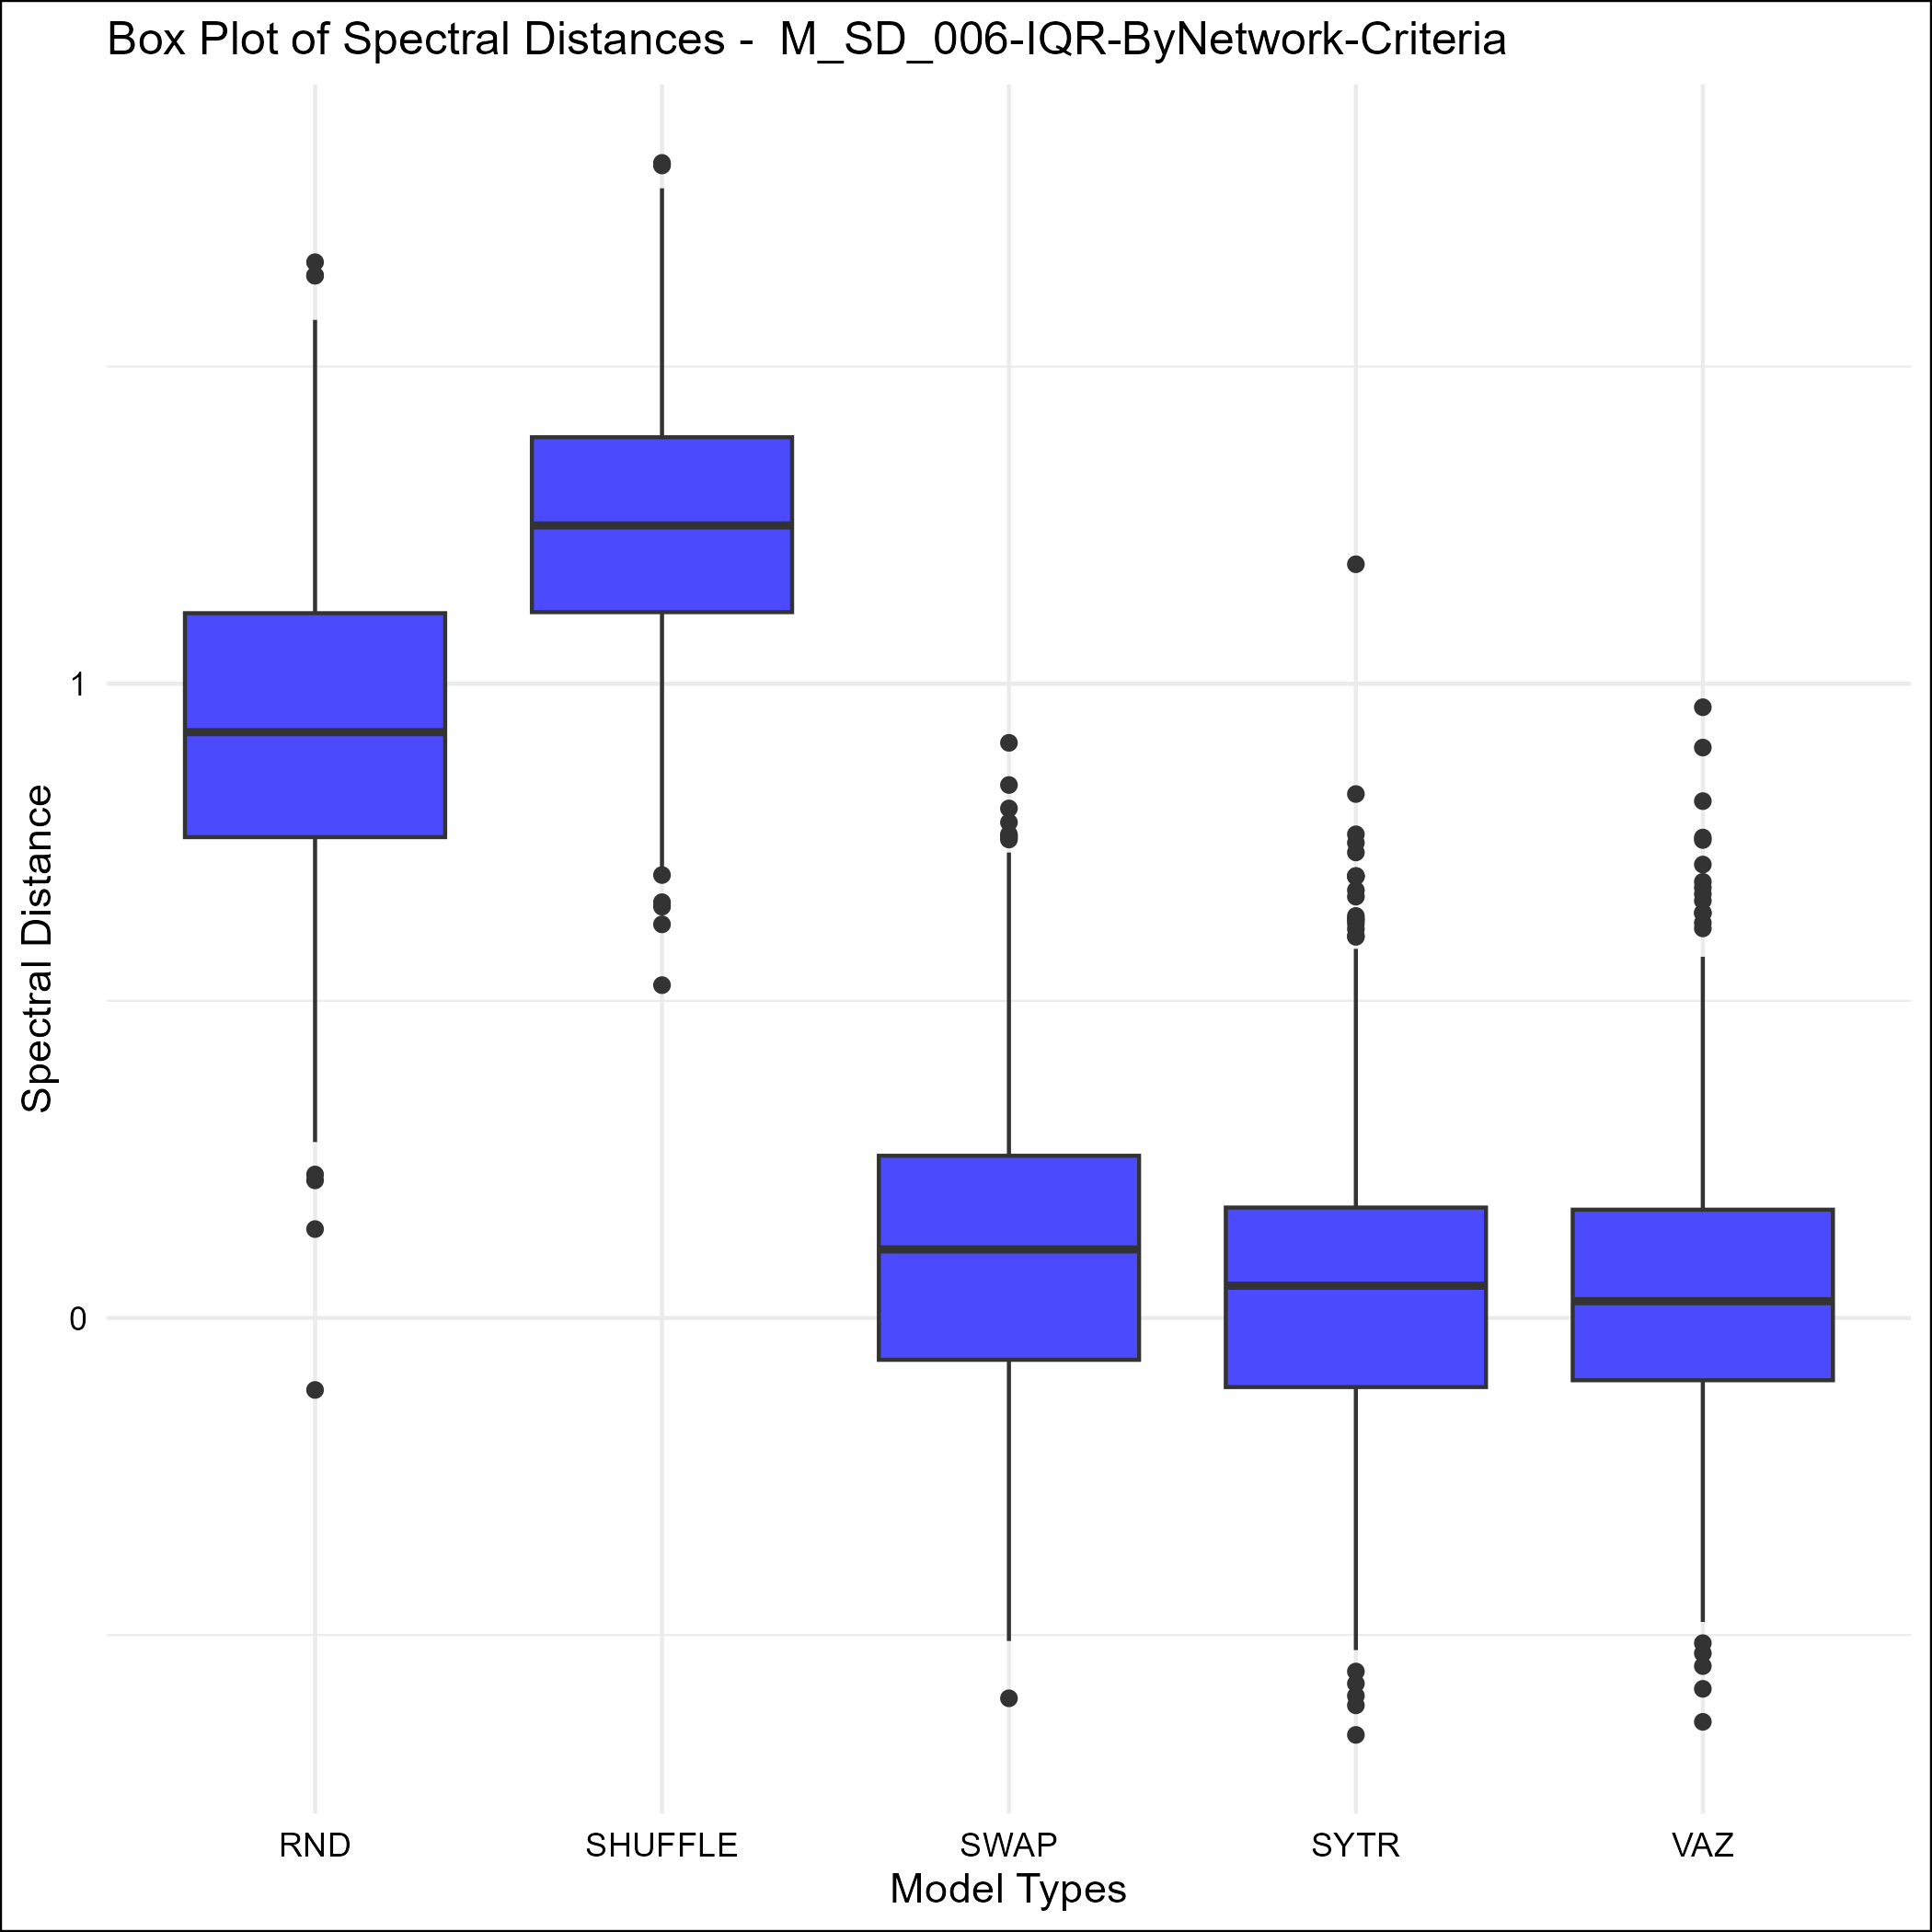 Box Plot of Spectral Distances -  M_SD_006-IQR-ByNetwork-Criteria
Spectral Distance
1
0
RND SHUFFLE SWAP SYTR VAZ
Model Types